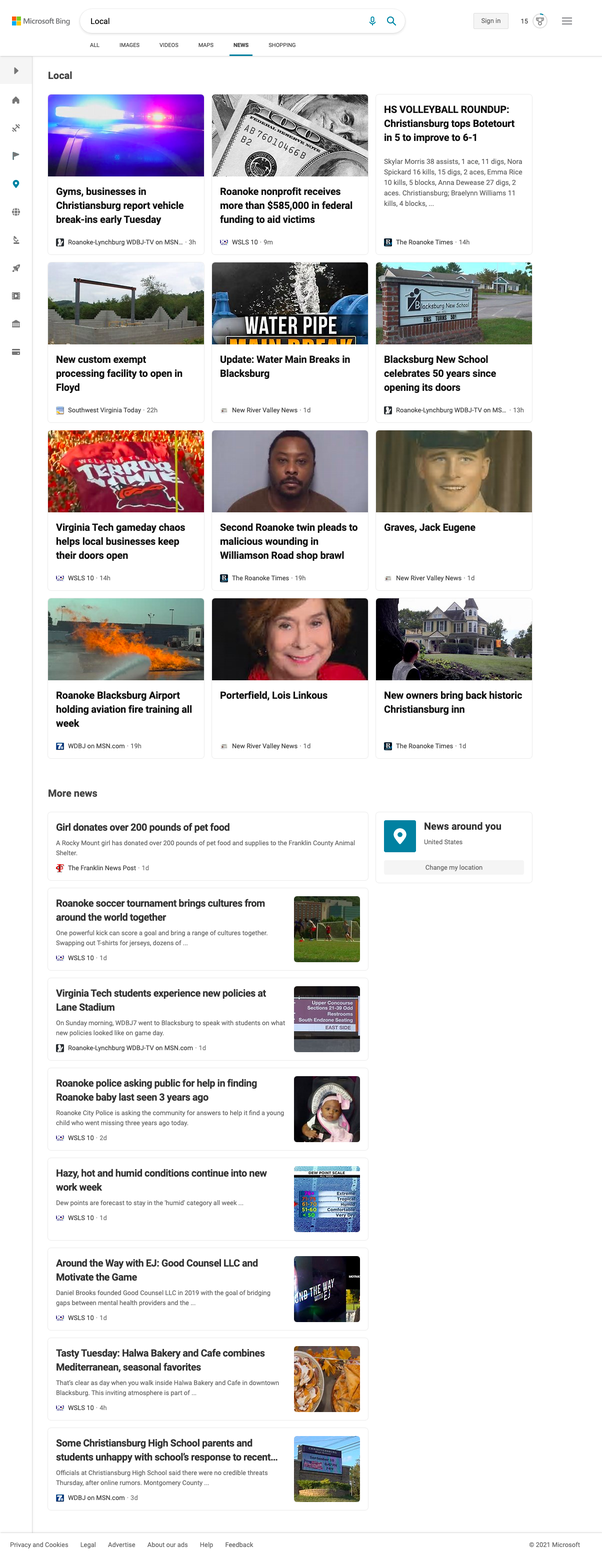 Microsoft Bing
Local
Sign in
15
ALL
IMAGES
VIDEOS
MAPS
NEWS
SHOPPING
Local
Gyms, businesses in
Christiansburg report vehicle
break-ins early Tuesday
Roanoke-Lynchburg WDBJ-TV on MSN... · 3h
AB 76010466 B
B2
Roanoke nonprofit receives
more than $585,000 in federal
funding to aid victims
WSLS 10 · 9m
HS VOLLEYBALL ROUNDUP:
Christiansburg tops Botetourt
in 5 to improve to 6-1
Skylar Morris 38 assists, 1 ace, 11 digs, Nora
Spickard 16 kills, 15 digs, 2 aces, Emma Rice
10 kills, 5 blocks, Anna Dewease 27 digs, 2
aces. Christiansburg; Braelynn Williams 11
kills, 4 blocks, ...
The Roanoke Times · 14h
New custom exempt
processing facility to open in
Floyd
Southwest Virginia Today · 22h
WATER PIPE
MAIN BREAK
Update: Water Main Breaks in
Blacksburg
New River Valley News · 1d
Blacksburg New School
BNS TURNS 50!
Blacksburg New School
celebrates 50 years since
opening its doors
Roanoke-Lynchburg WDBJ-TV on MS... · 13h
TERROR
DOME
Virginia Tech gameday chaos
helps local businesses keep
their doors open
WSLS 10 · 14h
Second Roanoke twin pleads to
malicious wounding in
Williamson Road shop brawl
The Roanoke Times · 19h
Graves, Jack Eugene
New River Valley News · 1d
Roanoke Blacksburg Airport
holding aviation fire training all
week
WDBJ on MSN.com · 19h
Porterfield, Lois Linkous
New River Valley News · 1d
New owners bring back historic
Christiansburg inn
The Roanoke Times · 1d
More news
Girl donates over 200 pounds of pet food
A Rocky Mount girl has donated over 200 pounds of pet food and supplies to the Franklin County Animal
Shelter.
The Franklin News Post · 1d
News around you
United States
Change my location
Roanoke soccer tournament brings cultures from
around the world together
One powerful kick can score a goal and bring a range of cultures together.
Swapping out T-shirts for jerseys, dozens of ...
WSLS 10 · 1d
Virginia Tech students experience new policies at
Lane Stadium
On Sunday morning, WDBJ7 went to Blacksburg to speak with students on what
new policies looked like on game day.
Roanoke-Lynchburg WDBJ-TV on MSN.com · 1d
Upper Concourse
Sections 21-39 Odd
Restrooms
South Endzone Seating
EAST SIDE
Roanoke police asking public for help in finding
Roanoke baby last seen 3 years ago
Roanoke City Police is asking the community for answers to help it find a young
child who went missing three years ago today.
WSLS 10 · 2d
Hazy, hot and humid conditions continue into new
work week
Dew points are forecast to stay in the 'humid' category all week ...
WSLS 10 · 1d
DEW POINT SCALE
Extreme
Tropical
61-70 Humid
51-60 Comfortable
< 50 Very Dry
Around the Way with EJ: Good Counsel LLC and
Motivate the Game
Daniel Brooks founded Good Counsel LLC in 2019 with the goal of bridging
gaps between mental health providers and the ...
WSLS 10 · 1d
OND THE WAY
WITH EJ
Tasty Tuesday: Halwa Bakery and Cafe combines
Mediterranean, seasonal favorites
That's clear as day when you walk inside Halwa Bakery and Cafe in downtown
Blacksburg. This inviting atmosphere is part of ...
WSLS 10 · 4h
Some Christiansburg High School parents and
students unhappy with school's response to recent...
Officials at Christiansburg High School said there were no credible threats
Thursday, after online rumors. Montgomery County ...
WDBJ on MSN.com · 3d
Privacy and Cookies
Legal
Advertise
About our ads
Help
Feedback
© 2021 Microsoft